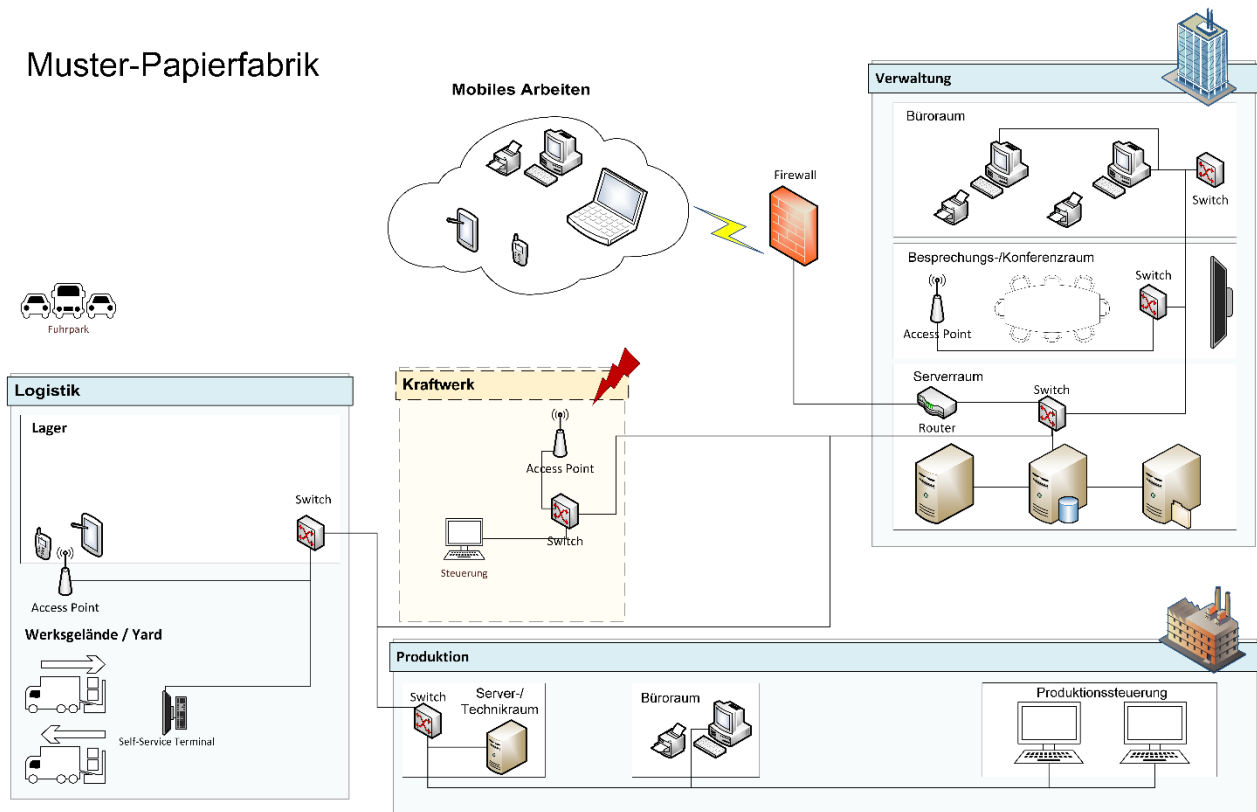 Muster-Papierfabrik
Mobiles Arbeiten
Firewall
Fuhrpark
Verwaltung
Büroraum
Switch
Besprechungs-/Konferenzraum
Switch
Access Point
Serverraum
Switch
Router
Logistik
Lager
Switch
Access Point
Werksgelände / Yard
Self-Service Terminal
Kraftwerk
Access Point
Switch
Steuerung
Produktion
Switch
Server-/
Technikraum
Büroraum
Produktionssteuerung